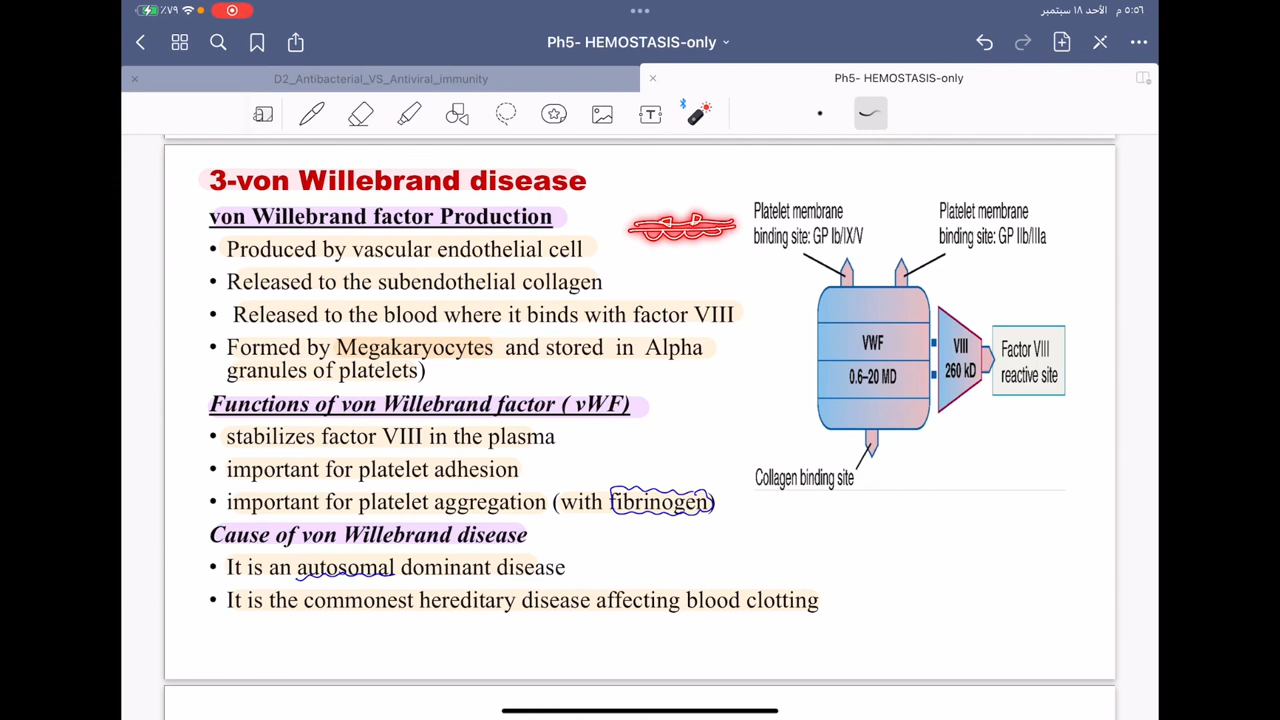 ٧٩٪ ٥:٥٦ م الأحد ١٨ سبتمبر
Ph5- HEMOSTASIS-only
D2_Antibacterial_VS_Antiviral_immunity
Ph5- HEMOSTASIS-only
T
3-von Willebrand disease
von Willebrand factor Production
• Produced by vascular endothelial cell
• Released to the subendothelial collagen
• Released to the blood where it binds with factor VIII
• Formed by Megakaryocytes and stored in Alpha
granules of platelets)
Functions of von Willebrand factor ( vWF)
• stabilizes factor VIII in the plasma
• important for platelet adhesion
• important for platelet aggregation (with fibrinogen)
Cause of von Willebrand disease
• It is an autosomal dominant disease
• It is the commonest hereditary disease affecting blood clotting
Platelet membrane
binding site: GP Ib/IX/V
Platelet membrane
binding site: GP IIb/IIIa
VWF
0.6–20 MD
VIII
260 kD
Factor VIII
reactive site
Collagen binding site